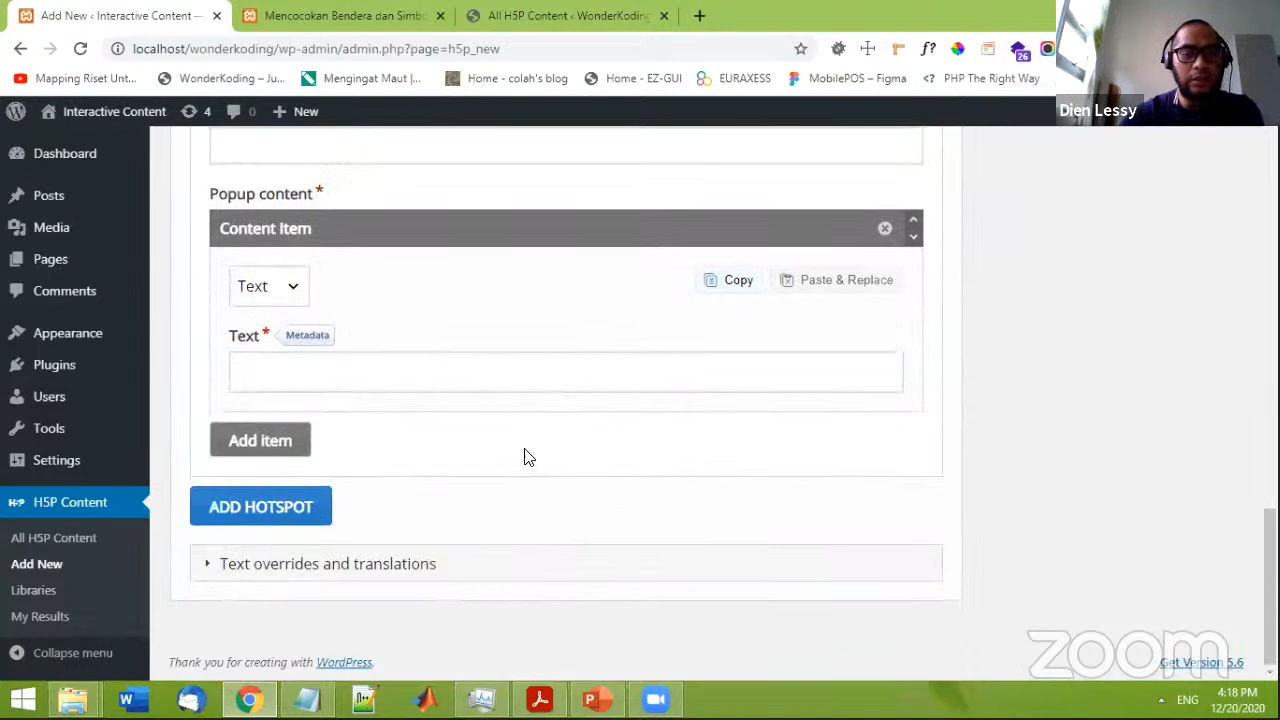 Add New ‹ Interactive Content —
Mencocokan Bendera dan Simbo
All H5P Content ‹ WonderKoding
localhost/wonderkoding/wp-admin/admin.php?page=h5p_new
f?
26
Mapping Riset Unt...
WonderKoding – Ju...
Mengingat Maut |...
Home - colah's blog
Home - EZ-GUI
EURAXESS
MobilePOS – Figma
<?
PHP The Right Way
Dien Lessy
Interactive Content
4
0
New
Dashboard
Posts
Media
Pages
Comments
Appearance
Plugins
Users
Tools
Settings
H5P Content
All H5P Content
Add New
Libraries
My Results
Collapse menu
Popup content *
Content Item
Text
Copy
Paste & Replace
Text *
Metadata
Add item
ADD HOTSPOT
Text overrides and translations
Thank you for creating with WordPress.
Get Version 5.6
zoom
ENG
4:18 PM
12/20/2020